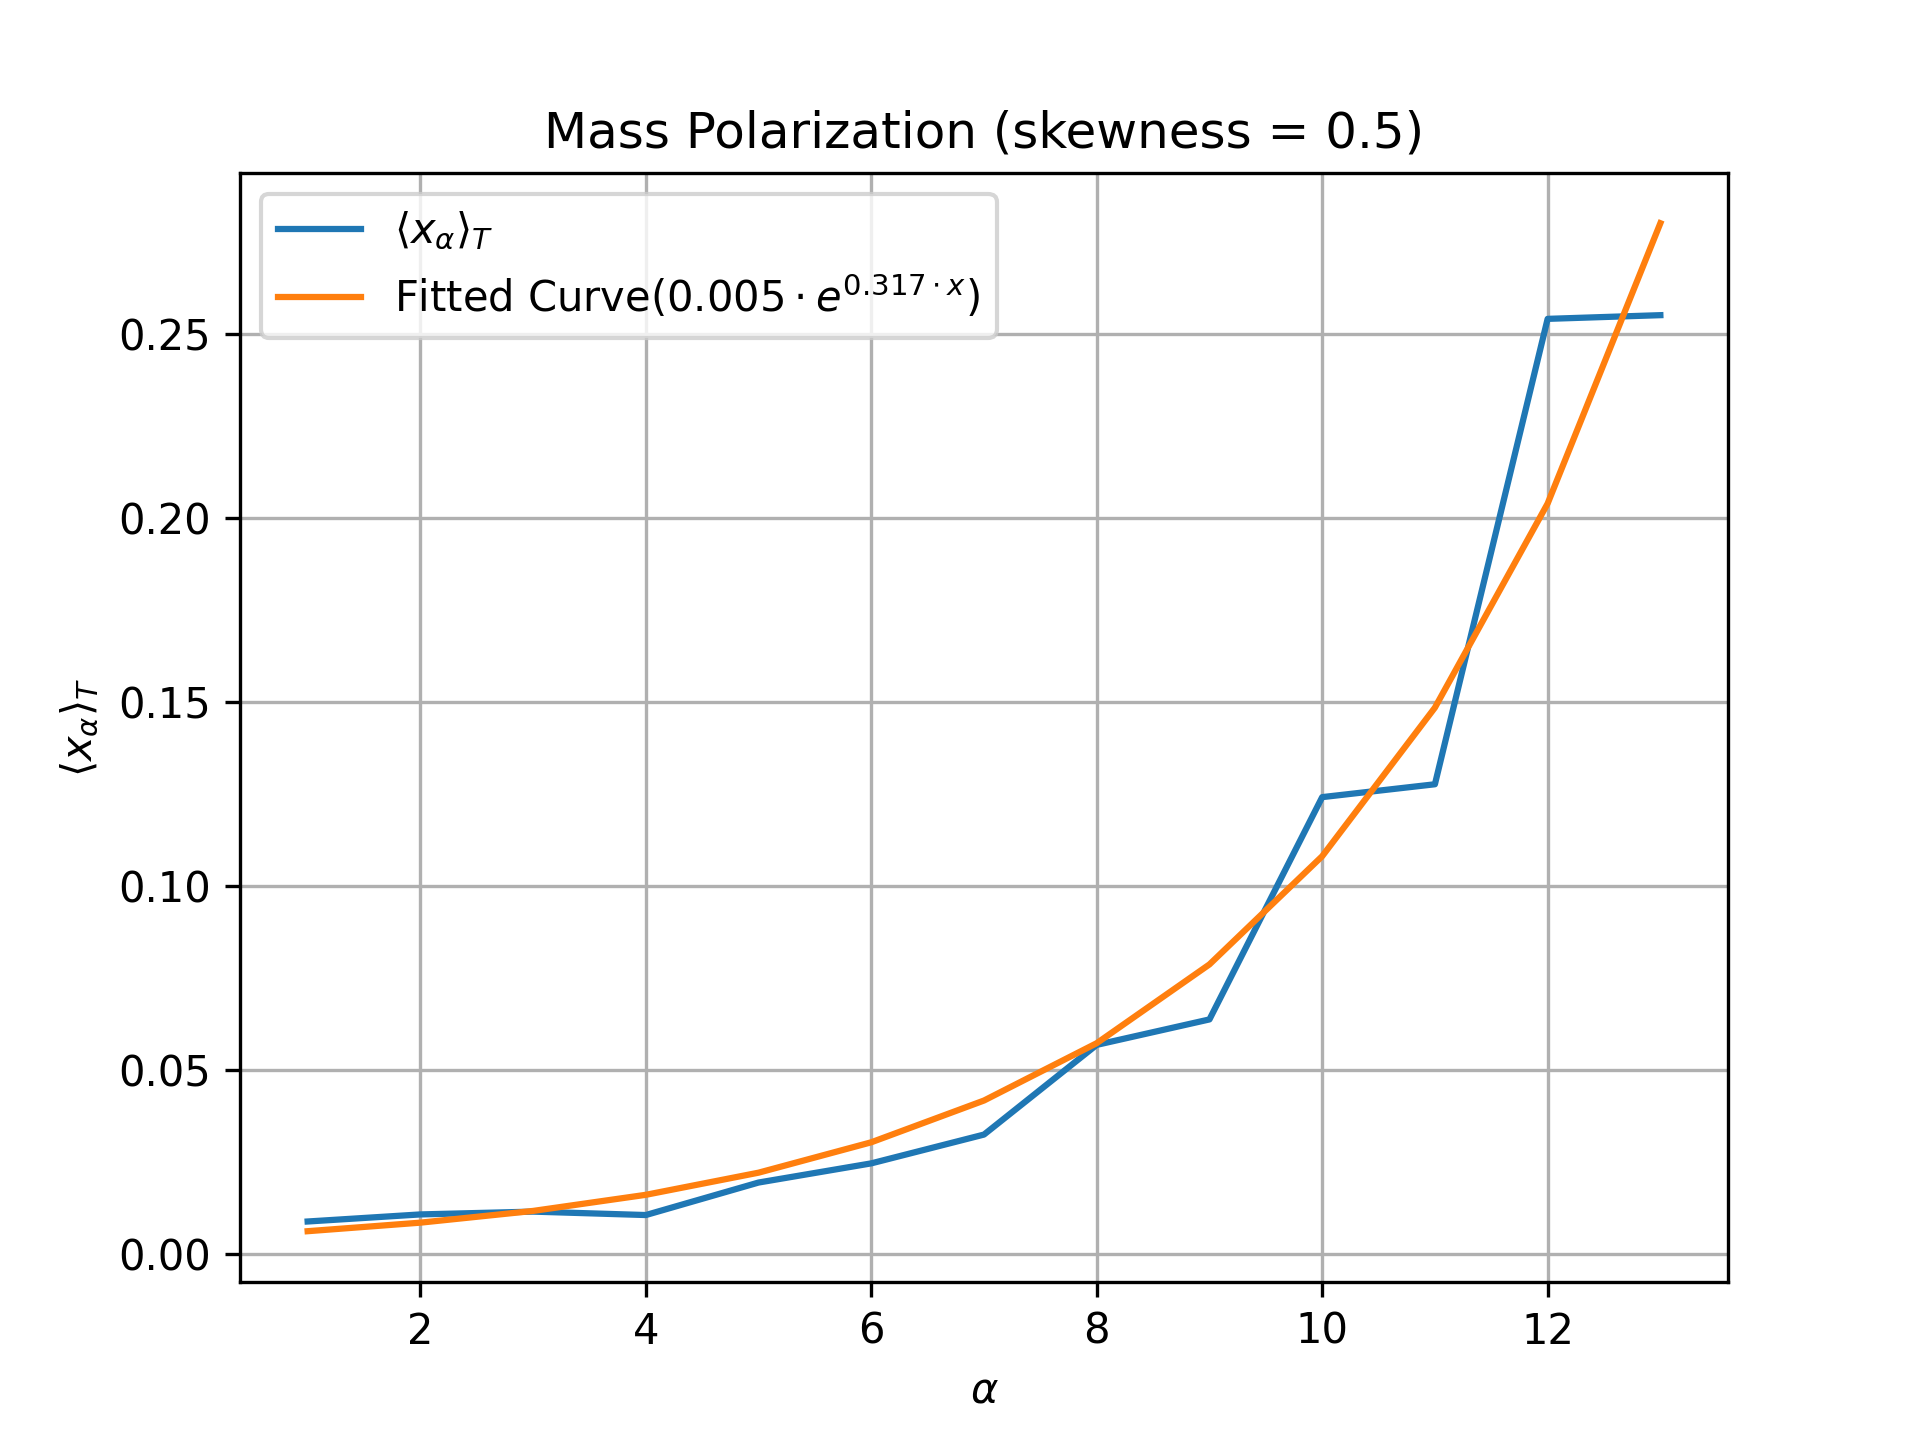 Mass Polarization (skewness = 0.5)
⟨x_α⟩_T
Fitted Curve(0.005 · e^{0.317 · x})
0.25
0.20
0.15
0.10
0.05
0.00
⟨x_α⟩_T
2 4 6 8 10 12
α